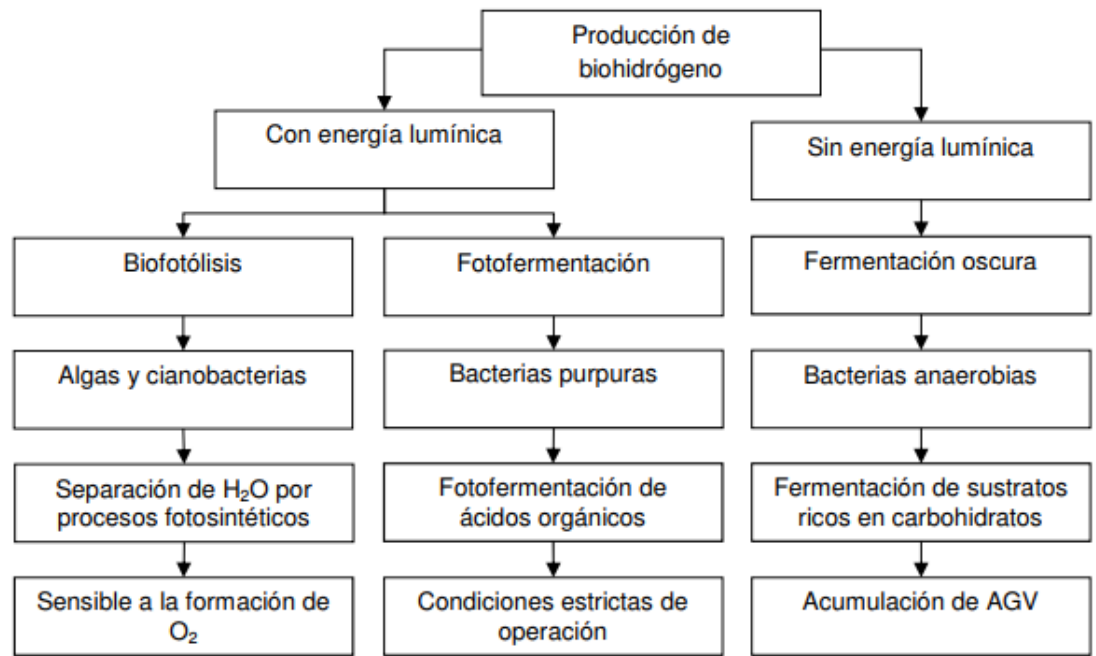 Producción de
biohidrógeno
Con energía lumínica
Sin energía lumínica
Biofotólisis
Fotofermentación
Fermentación oscura
Algas y cianobacterias
Bacterias purpuras
Bacterias anaerobias
Separación de H₂O por
procesos fotosintéticos
Fotofermentación de
ácidos orgánicos
Fermentación de sustratos
ricos en carbohidratos
Sensible a la formación de
O₂
Condiciones estrictas de
operación
Acumulación de AGV